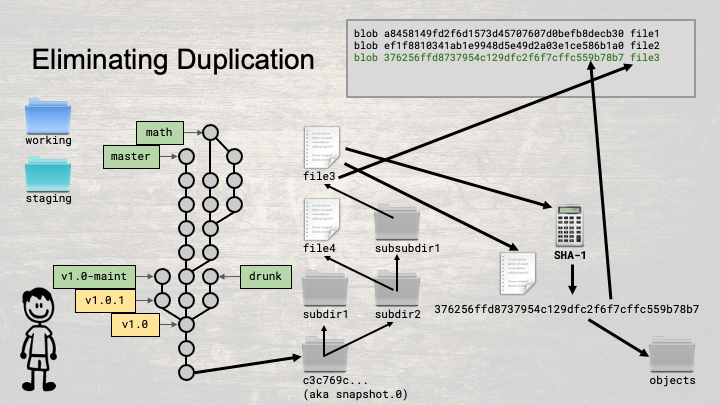 Eliminating Duplication
blob a8458149fd2f6d1573d45707607d0befb8decb30 file1
blob ef1f8810341ab1e9948d5e49d2a03e1ce586b1a0 file2
blob 376256ffd8737954c129dfc2f6f7cffc559b78b7 file3
working
staging
math
master
v1.0-maint
v1.0.1
v1.0
drunk
file3
file4
subsubdir1
subdir1
subdir2
c3c769c...
(aka snapshot.0)
SHA-1
376256ffd8737954c129dfc2f6f7cffc559b78b7
objects